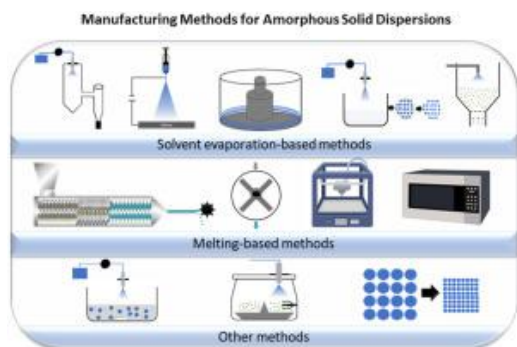 Manufacturing Methods for Amorphous Solid Dispersions
Solvent evaporation-based methods
Melting-based methods
Other methods